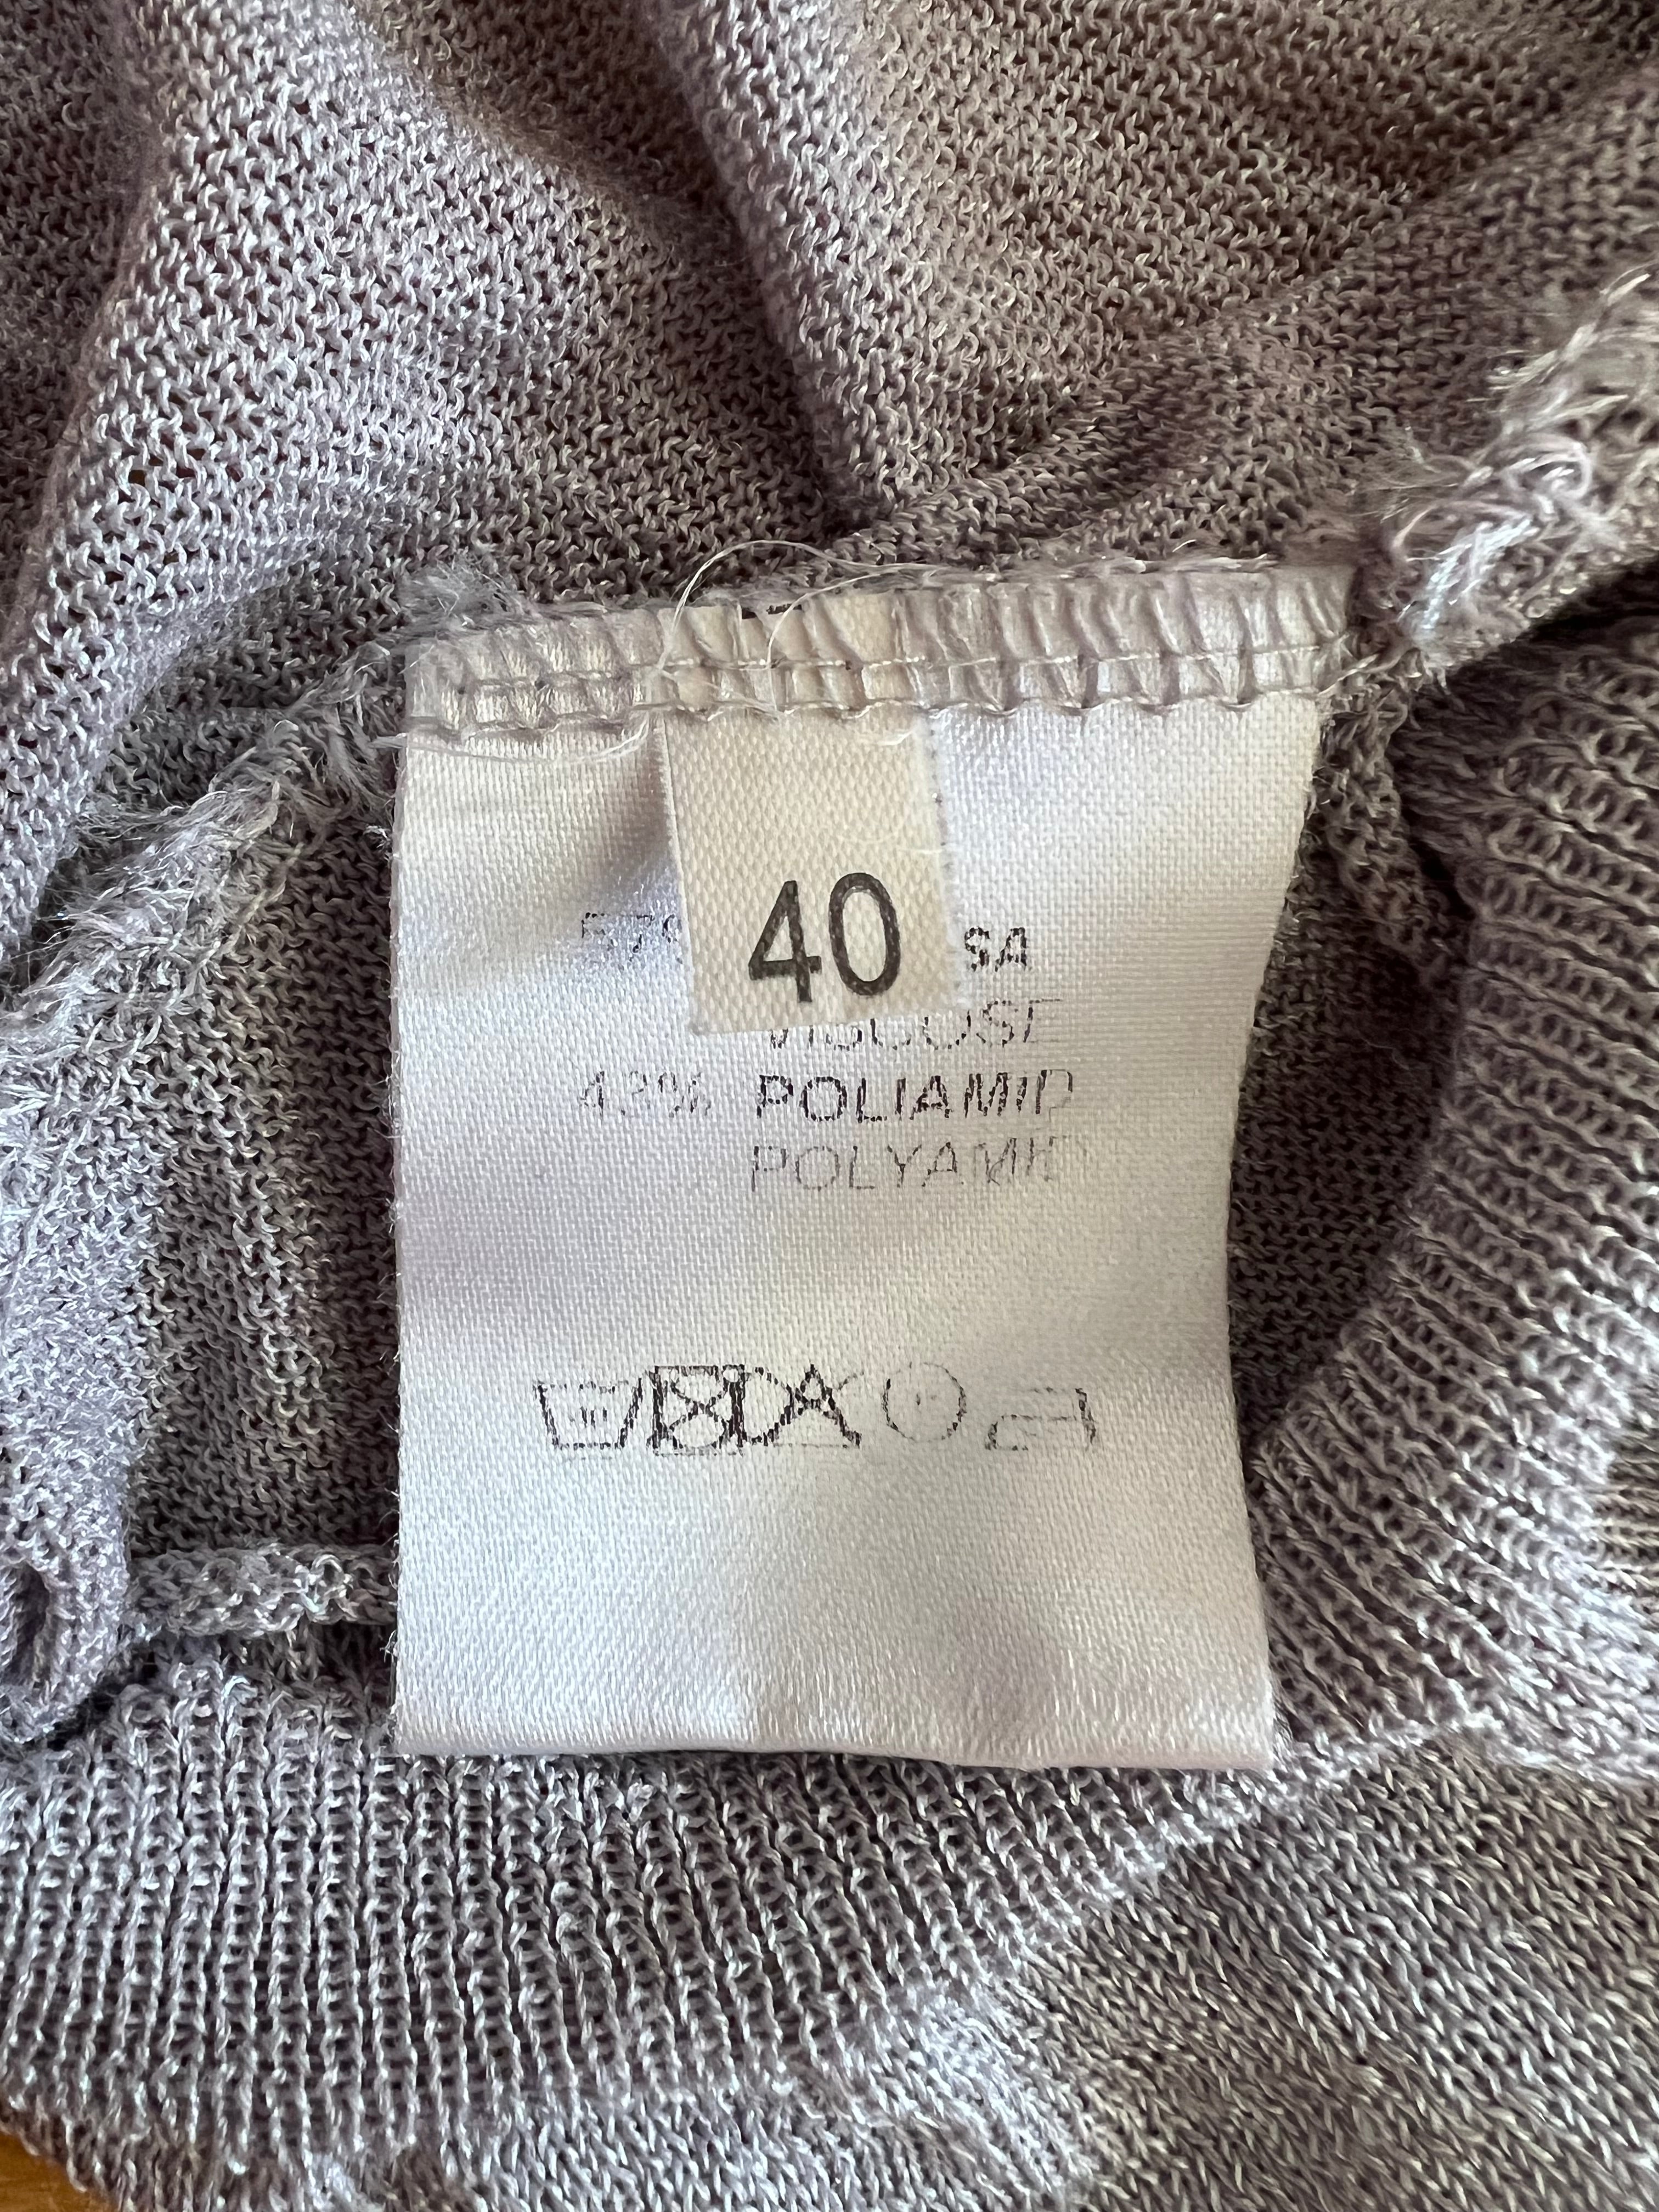 40
SA
VISCOSE
43% POLIAMID
POLYAMID